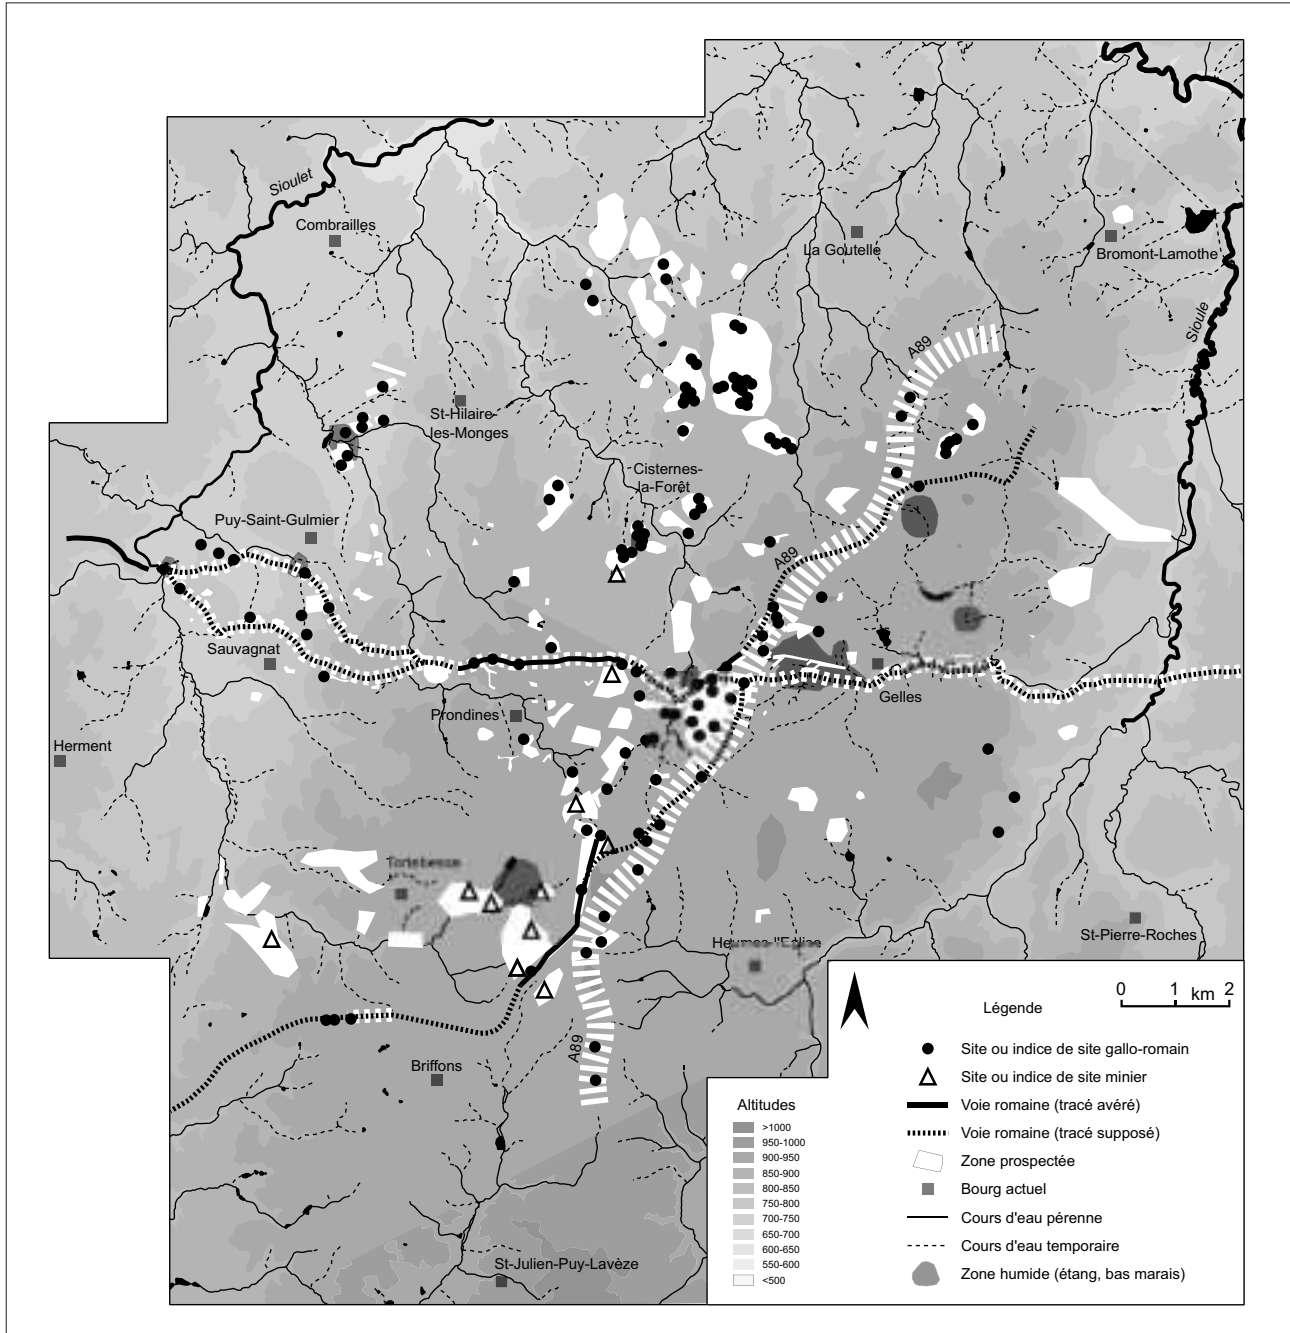 Sioulet
Combrailles
La Goutelle
Bromont-Lamothe
Sioule
A89
St-Hilaire-
les-Monges
Cisternes-
la-Forêt
Puy-Saint-Gulmier
A89
Sauvagnat
Gelles
Prondines
Herment
St-Pierre-Roches
A89
Briffons
St-Julien-Puy-Lavèze
0 1 km 2
Légende
Site ou indice de site gallo-romain
Site ou indice de site minier
Voie romaine (tracé avéré)
Voie romaine (tracé supposé)
Zone prospectée
Bourg actuel
Cours d'eau pérenne
Cours d'eau temporaire
Zone humide (étang, bas marais)
Altitudes
>1000
950-1000
900-950
850-900
800-850
750-800
700-750
650-700
600-650
550-600
<500